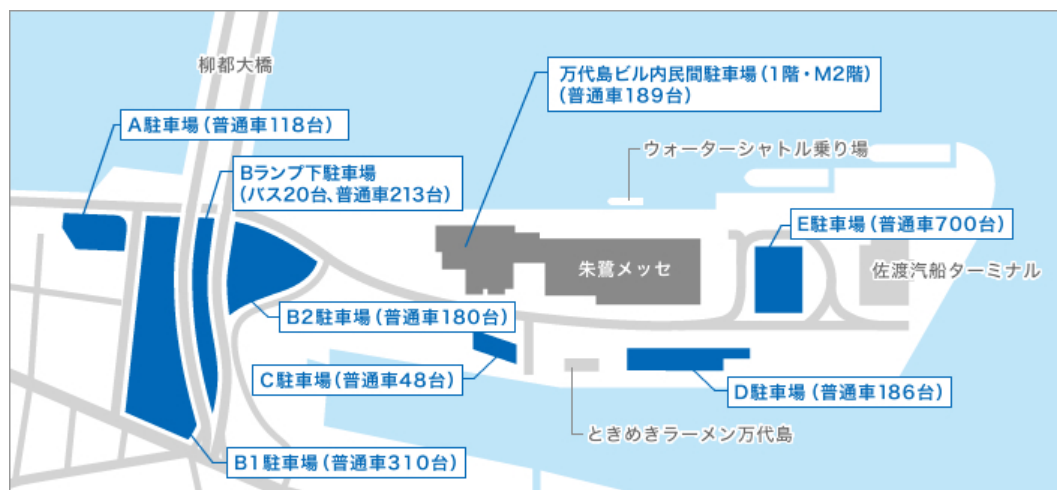 柳都大橋
万代島ビル内民間駐車場(1階・M2階)
(普通車189台)
A駐車場(普通車118台)
ウォーターシャトル乗り場
Bランプ下駐車場
(バス20台、普通車213台)
E駐車場(普通車700台)
朱鷺メッセ
佐渡汽船ターミナル
B2駐車場(普通車180台)
C駐車場(普通車48台)
D駐車場(普通車186台)
ときめきラーメン万代島
B1駐車場(普通車310台)